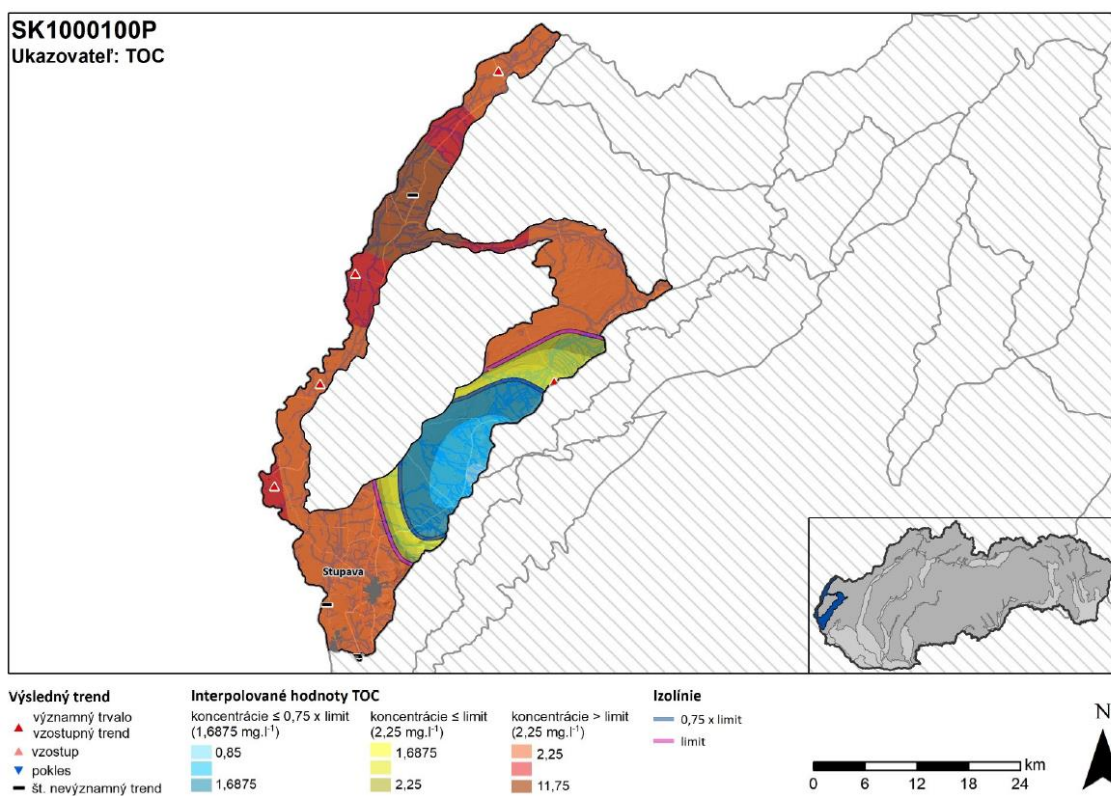 SK1000100P
Ukazovateľ: TOC
Stupava
Výsledný trend
významný trvalo
vzostupný trend
vzostup
pokles
št. nevýznamný trend
Interpolované hodnoty TOC
koncentrácie ≤ 0,75 x limit
(1,6875 mg.l⁻¹)
0,85
1,6875
koncentrácie ≤ limit
(2,25 mg.l⁻¹)
1,6875
2,25
koncentrácie > limit
(2,25 mg.l⁻¹)
2,25
11,75
Izolínie
0,75 x limit
limit
km
0 6 12 18 24
N